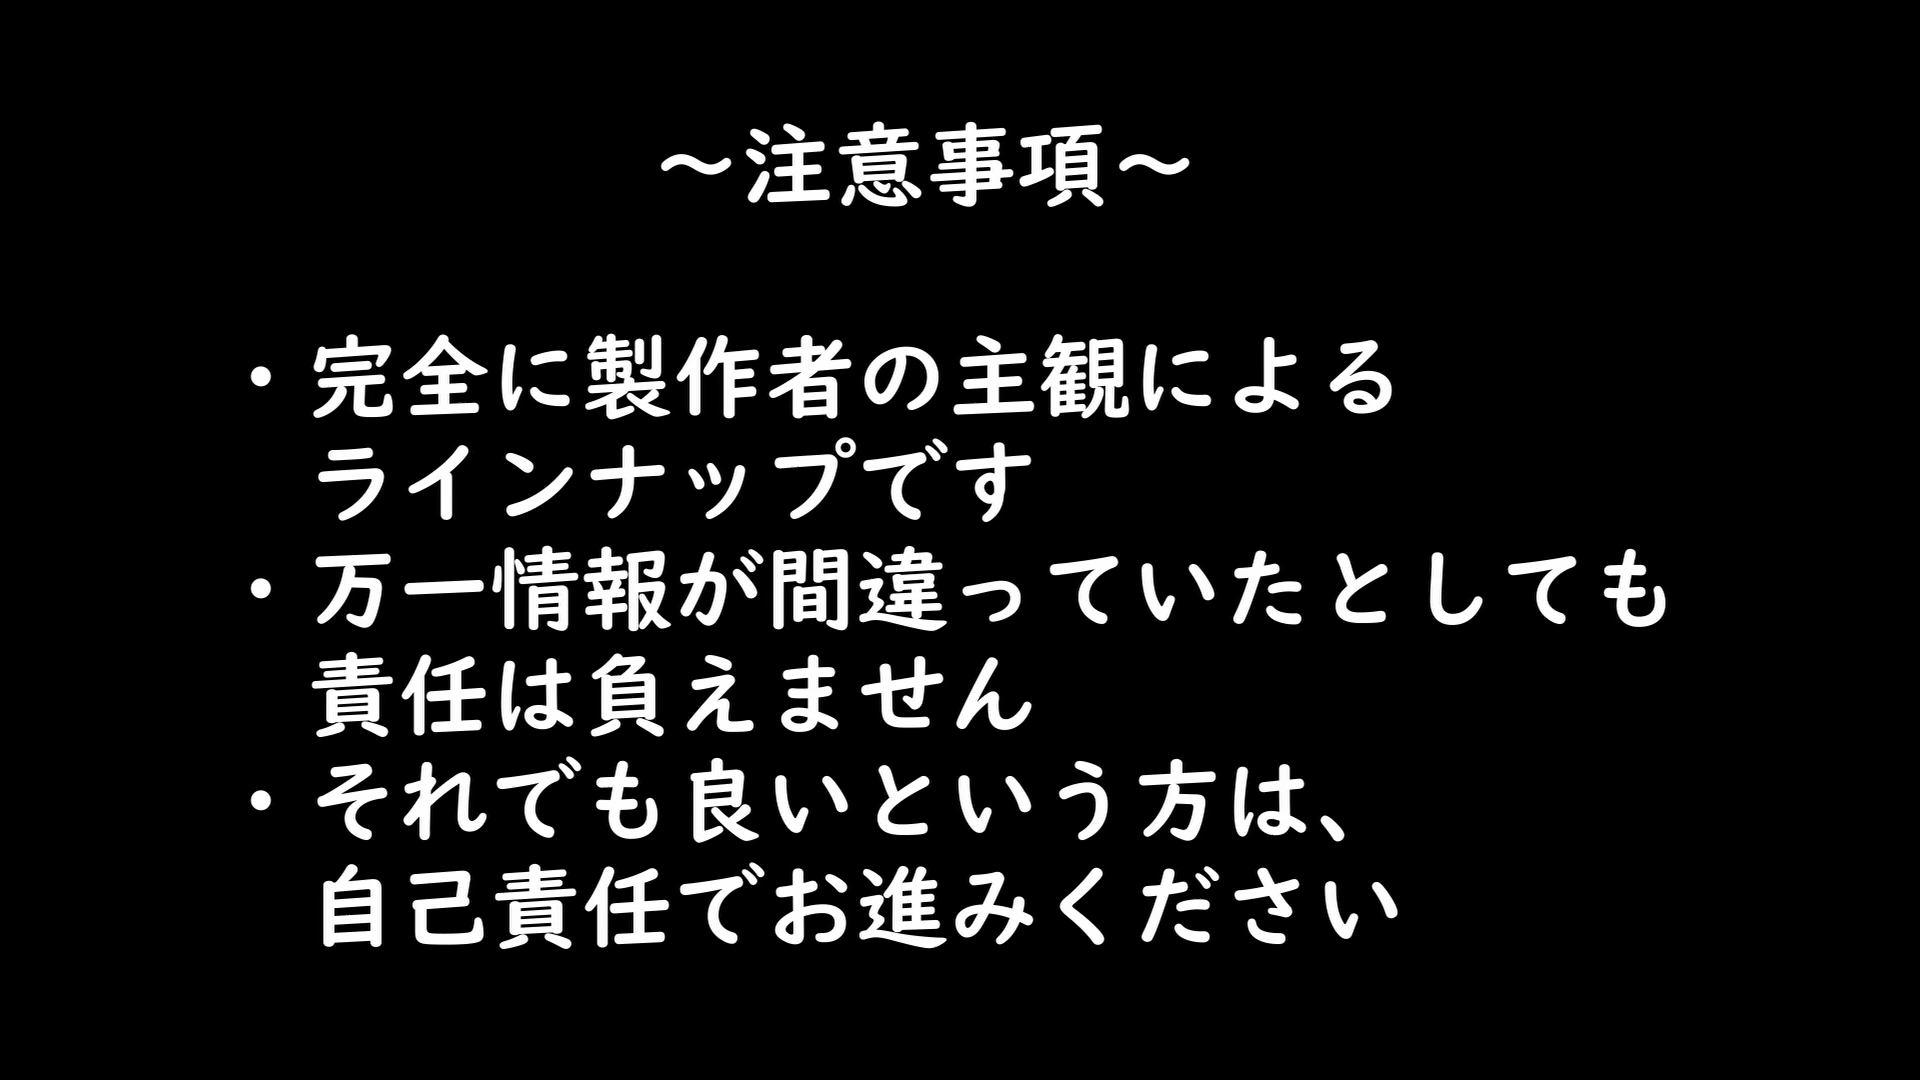 ～注意事項～
・完全に製作者の主観による
ラインナップです
・万一情報が間違っていたとしても
責任は負えません
・それでも良いという方は、
自己責任でお進みください